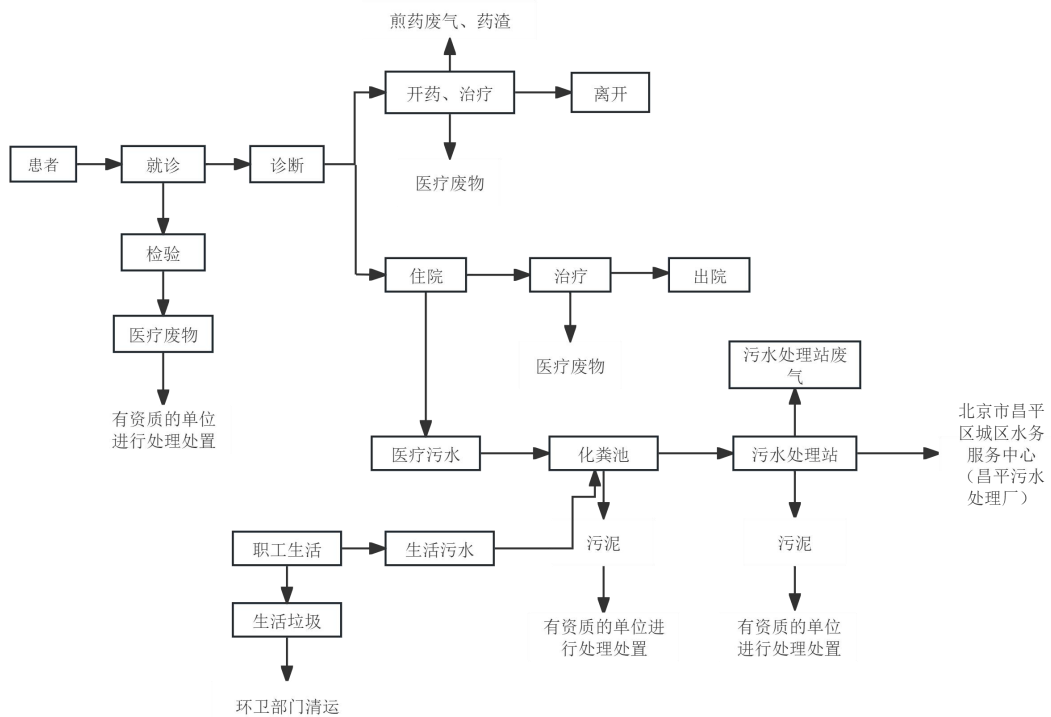 煎药废气、药渣
开药、治疗
离开
患者
就诊
诊断
医疗废物
检验
住院
治疗
出院
医疗废物
医疗废物
污水处理站废
气
有资质的单位
进行处理处置
医疗污水
化粪池
污水处理站
北京市昌平
区城区水务
服务中心
（昌平污水
处理厂）
职工生活
生活污水
污泥
污泥
生活垃圾
有资质的单位进
行处理处置
有资质的单位
进行处理处置
环卫部门清运